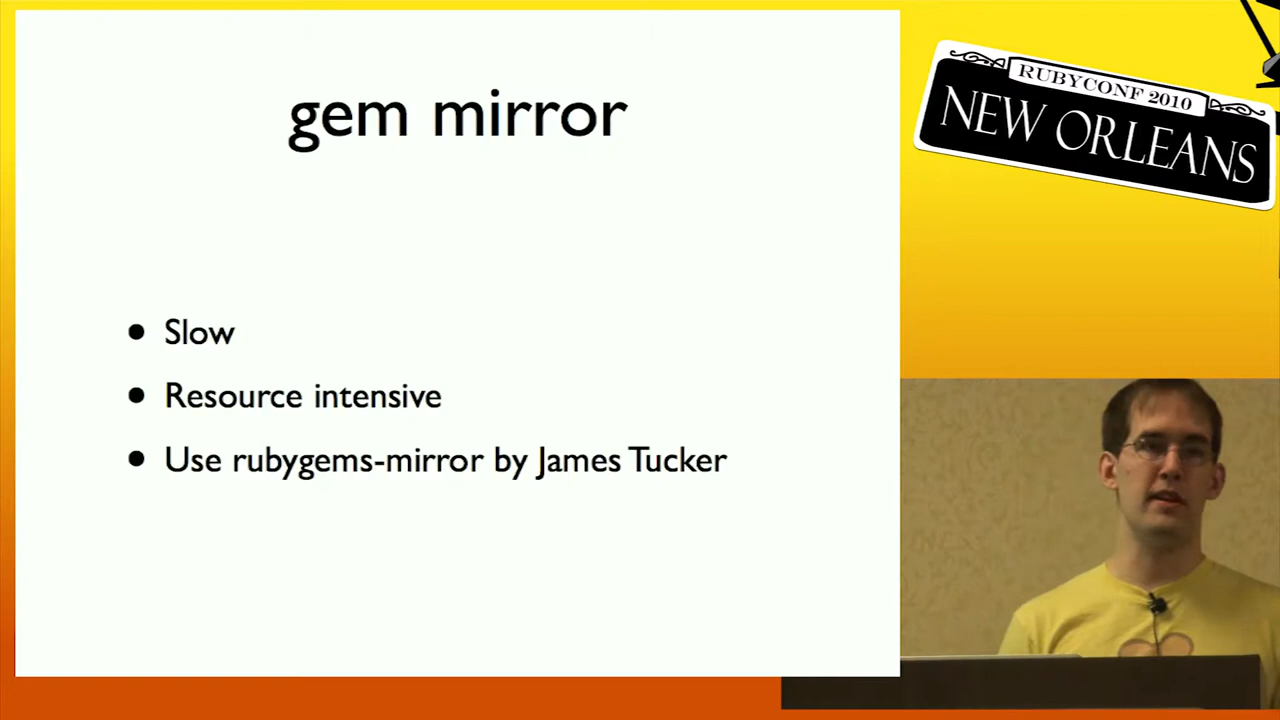 gem mirror
RUBYCONF 2010
NEW ORLEANS
• Slow
• Resource intensive
• Use rubygems-mirror by James Tucker